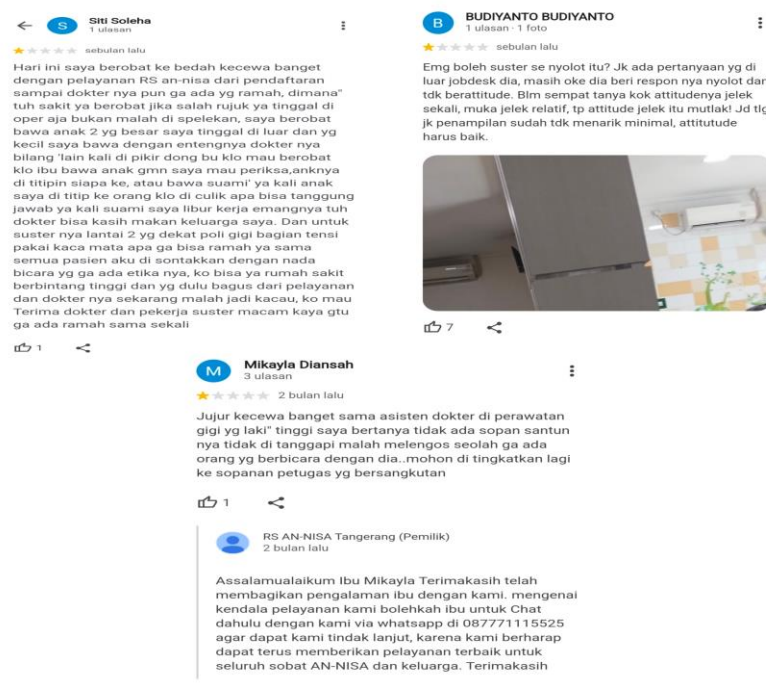 S
Siti Soleha
1 ulasan
sebulan lalu
Hari ini saya berobat ke bedah kecewa banget
dengan pelayanan RS an-nisa dari pendaftaran
sampai dokter nya pun ga ada yg ramah, dimana"
tuh sakit ya berobat jika salah rujuk ya tinggal di
oper aja bukan malah di spelekan, saya berobat
bawa anak 2 yg besar saya tinggal di luar dan yg
kecil saya bawa dengan entengnya dokter nya
bilang 'lain kali di pikir dong bu klo mau berobat
klo ibu bawa anak gmn saya mau periksa,anknya
di titipin siapa ke, atau bawa suami' ya kali anak
saya di titip ke orang klo di culik apa bisa tanggung
jawab ya kali suami saya libur kerja emangnya tuh
dokter bisa kasih makan keluarga saya. Dan untuk
suster nya lantai 2 yg dekat poli gigi bagian tensi
pakai kaca mata apa ga bisa ramah ya sama
semua pasien aku di sontakkan dengan nada
bicara yg ga ada etika nya, ko bisa ya rumah sakit
berbintang tinggi dan yg dulu bagus dari pelayanan
dan dokter nya sekarang malah jadi kacau, ko mau
Terima dokter dan pekerja suster macam kaya gtu
ga ada ramah sama sekali
1
B
BUDIYANTO BUDIYANTO
1 ulasan · 1 foto
sebulan lalu
Emg boleh suster se nyolot itu? Jk ada pertanyaan yg di
luar jobdesk dia, masih oke dia beri respon nya nyolot dan
tdk berattitude. Blm sempat tanya kok attitudenya jelek
sekali, muka jelek relatif, tp attitude jelek itu mutlak! Jd tlg
jk penampilan sudah tdk menarik minimal, attitutude
harus baik.
7
M
Mikayla Diansah
3 ulasan
2 bulan lalu
Jujur kecewa banget sama asisten dokter di perawatan
gigi yg laki" tinggi saya bertanya tidak ada sopan santun
nya tidak di tanggapi malah melengos seolah ga ada
orang yg berbicara dengan dia..mohon di tingkatkan lagi
ke sopanan petugas yg bersangkutan
1
RS AN-NISA Tangerang (Pemilik)
2 bulan lalu
Assalamualaikum Ibu Mikayla Terimakasih telah
membagikan pengalaman ibu dengan kami. mengenai
kendala pelayanan kami bolehkah ibu untuk Chat
dahulu dengan kami via whatsapp di 087771115525
agar dapat kami tindak lanjut, karena kami berharap
dapat terus memberikan pelayanan terbaik untuk
seluruh sobat AN-NISA dan keluarga. Terimakasih